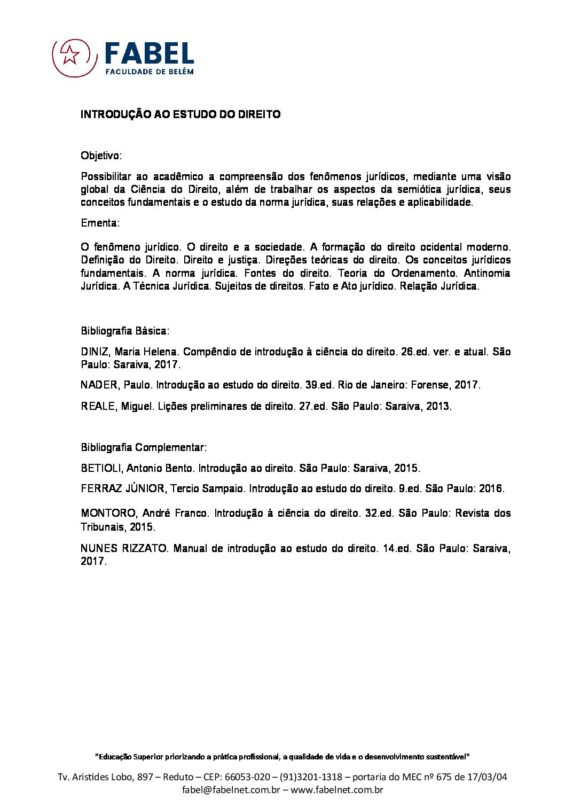 FABEL
FACULDADE DE BELÉM
INTRODUÇÃO AO ESTUDO DO DIREITO
Objetivo:
Possibilitar ao acadêmico a compreensão dos fenômenos jurídicos, mediante uma visão
global da Ciência do Direito, além de trabalhar os aspectos da semiótica jurídica, seus
conceitos fundamentais e o estudo da norma jurídica, suas relações e aplicabilidade.
Ementa:
O fenômeno jurídico. O direito e a sociedade. A formação do direito ocidental moderno.
Definição do Direito. Direito e justiça. Direções teóricas do direito. Os conceitos jurídicos
fundamentais. A norma jurídica. Fontes do direito. Teoria do Ordenamento. Antinomia
Jurídica. A Técnica Jurídica. Sujeitos de direitos. Fato e Ato jurídico. Relação Jurídica.
Bibliografia Básica:
DINIZ, Maria Helena. Compêndio de introdução à ciência do direito. 26.ed. ver. e atual. São
Paulo: Saraiva, 2017.
NADER, Paulo. Introdução ao estudo do direito. 39.ed. Rio de Janeiro: Forense, 2017.
REALE, Miguel. Lições preliminares de direito. 27.ed. São Paulo: Saraiva, 2013.
Bibliografia Complementar:
BETIOLI, Antonio Bento. Introdução ao direito. São Paulo: Saraiva, 2015.
FERRAZ JÚNIOR, Tercio Sampaio. Introdução ao estudo do direito. 9.ed. São Paulo: 2016.
MONTORO, André Franco. Introdução à ciência do direito. 32.ed. São Paulo: Revista dos
Tribunais, 2015.
NUNES RIZZATO. Manual de introdução ao estudo do direito. 14.ed. São Paulo: Saraiva,
2017.
"Educação Superior priorizando a prática profissional, a qualidade de vida e o desenvolvimento sustentável"
Tv. Aristides Lobo, 897 – Reduto – CEP: 66053-020 – (91)3201-1318 – portaria do MEC nº 675 de 17/03/04
fabel@fabelnet.com.br – www.fabelnet.com.br